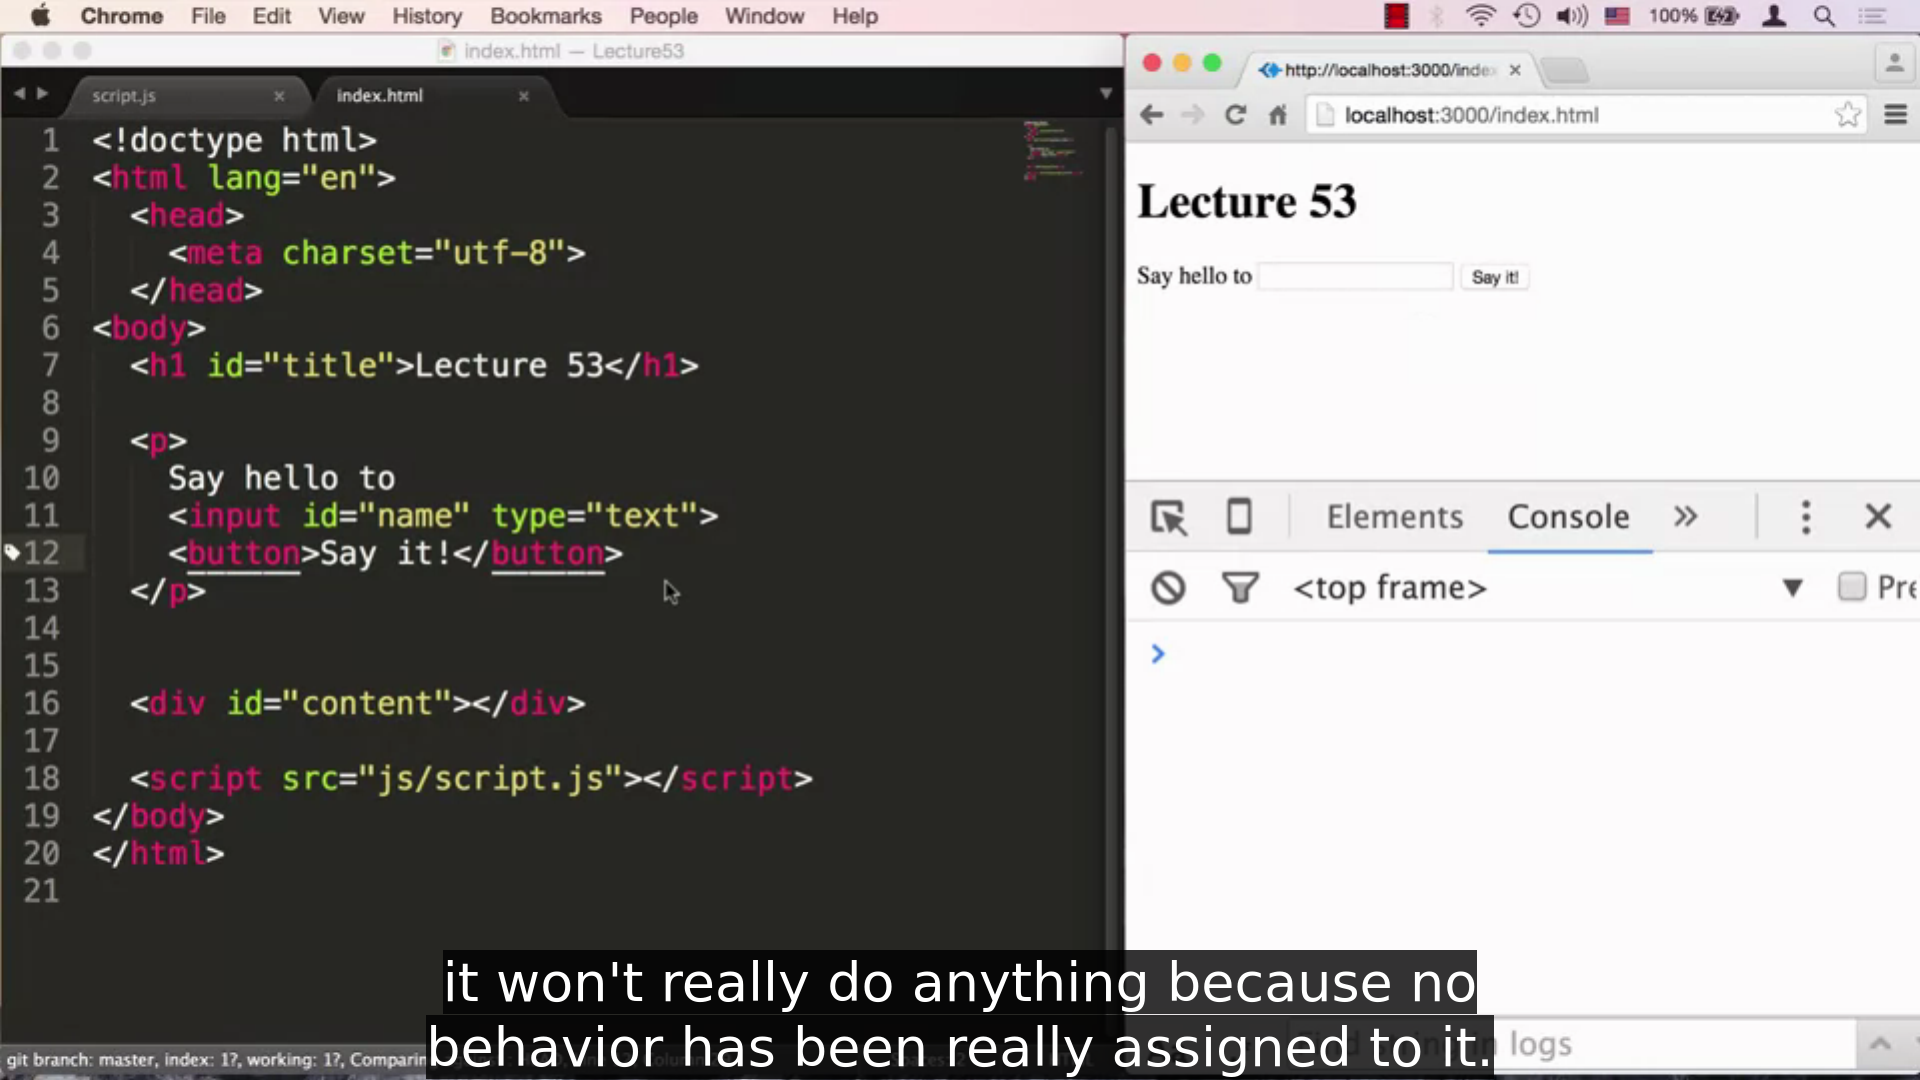 Chrome File Edit View History Bookmarks People Window Help 100%
index.html — Lecture53
script.js index.html
1 <!doctype html>
2 <html lang="en">
3 <head>
4 <meta charset="utf-8">
5 </head>
6 <body>
7 <h1 id="title">Lecture 53</h1>
8
9 <p>
10 Say hello to
11 <input id="name" type="text">
12 <button>Say it!</button>
13 </p>
14
15
16 <div id="content"></div>
17
18 <script src="js/script.js"></script>
19 </body>
20 </html>
21
git branch: master, index: 1?, working: 1?,
http://localhost:3000/inde
localhost:3000/index.html
Lecture 53
Say hello to Say it!
Elements Console
<top frame> Pre
logs
it won't really do anything because no
behavior has been really assigned to it.